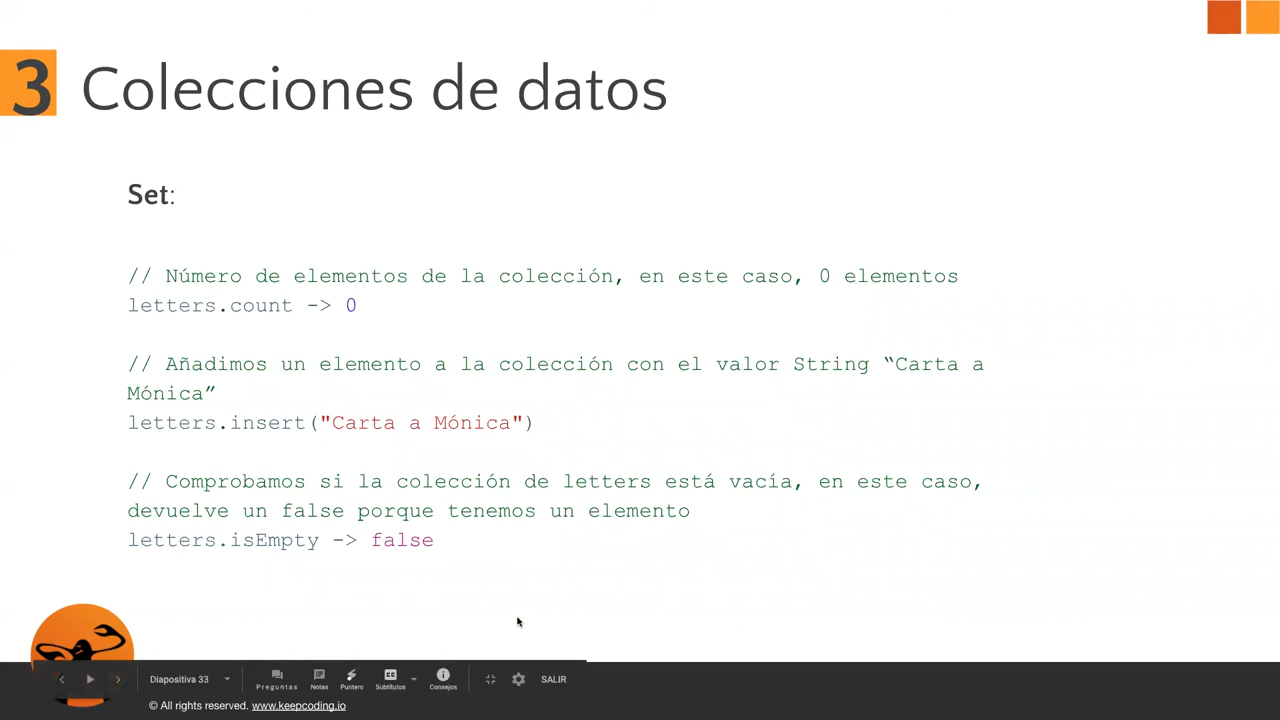 3 Colecciones de datos
Set:
// Número de elementos de la colección, en este caso, 0 elementos
letters.count -> 0
// Añadimos un elemento a la colección con el valor String “Carta a
Mónica”
letters.insert("Carta a Mónica")
// Comprobamos si la colección de letters está vacía, en este caso,
devuelve un false porque tenemos un elemento
letters.isEmpty -> false
Diapositiva 33
Preguntas
Notas
Puntero
CC
Subtítulos
Consejos
SALIR
© All rights reserved. www.keepcoding.io